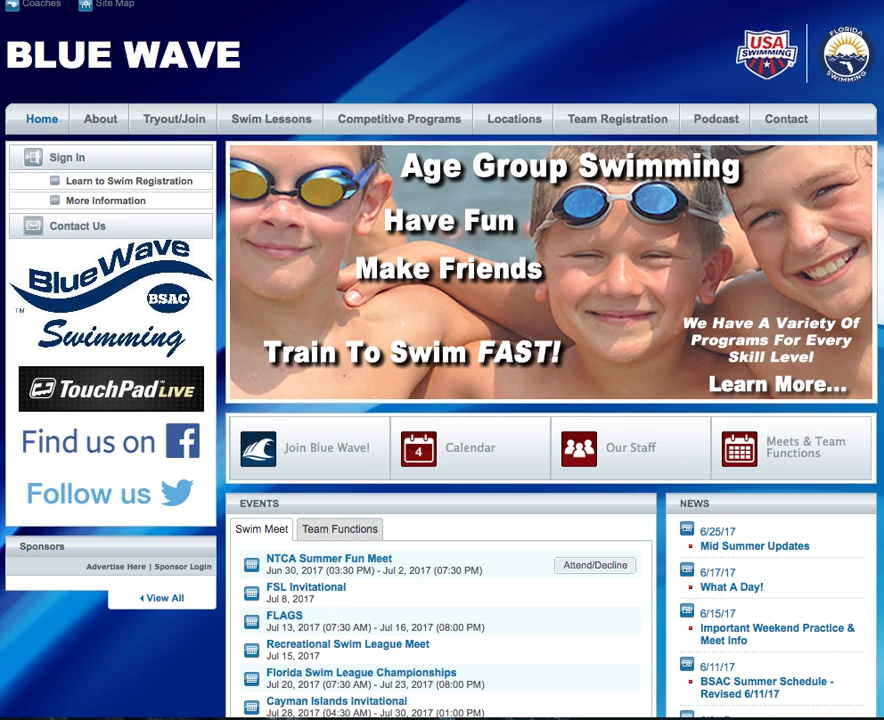 Coaches
Site Map
BLUE WAVE
USA
SWIMMING
FLORIDA
SWIMMING
Home
About
Tryout/Join
Swim Lessons
Competitive Programs
Locations
Team Registration
Podcast
Contact
Sign In
Learn to Swim Registration
More Information
Contact Us
Blue Wave
BSAC
TM
Swimming
TouchPad LIVE
Find us on f
Follow us
Sponsors
Advertise Here | Sponsor Login
View All
Age Group Swimming
Have Fun
Make Friends
Train To Swim FAST!
We Have A Variety Of
Programs For Every
Skill Level
Learn More...
Join Blue Wave!
4
Calendar
Our Staff
Meets & Team
Functions
EVENTS
Swim Meet
Team Functions
NTCA Summer Fun Meet
Jun 30, 2017 (03:30 PM) - Jul 2, 2017 (07:30 PM)
Attend/Decline
FSL Invitational
Jul 8, 2017
FLAGS
Jul 13, 2017 (07:30 AM) - Jul 16, 2017 (08:00 PM)
Recreational Swim League Meet
Jul 15, 2017
Florida Swim League Championships
Jul 20, 2017 (07:30 AM) - Jul 23, 2017 (08:00 PM)
Cayman Islands Invitational
Jul 28, 2017 (04:30 AM) - Jul 30, 2017 (01:00 PM)
NEWS
6/25/17
Mid Summer Updates
6/17/17
What A Day!
6/15/17
Important Weekend Practice &
Meet Info
6/11/17
BSAC Summer Schedule -
Revised 6/11/17